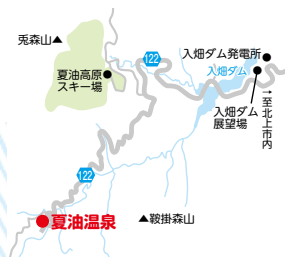 兎森山▲
122
入畑ダム発電所
入畑ダム
夏油高原
スキー場
→至北上市内
入畑ダム
展望場
122
夏油温泉
▲鞍掛森山